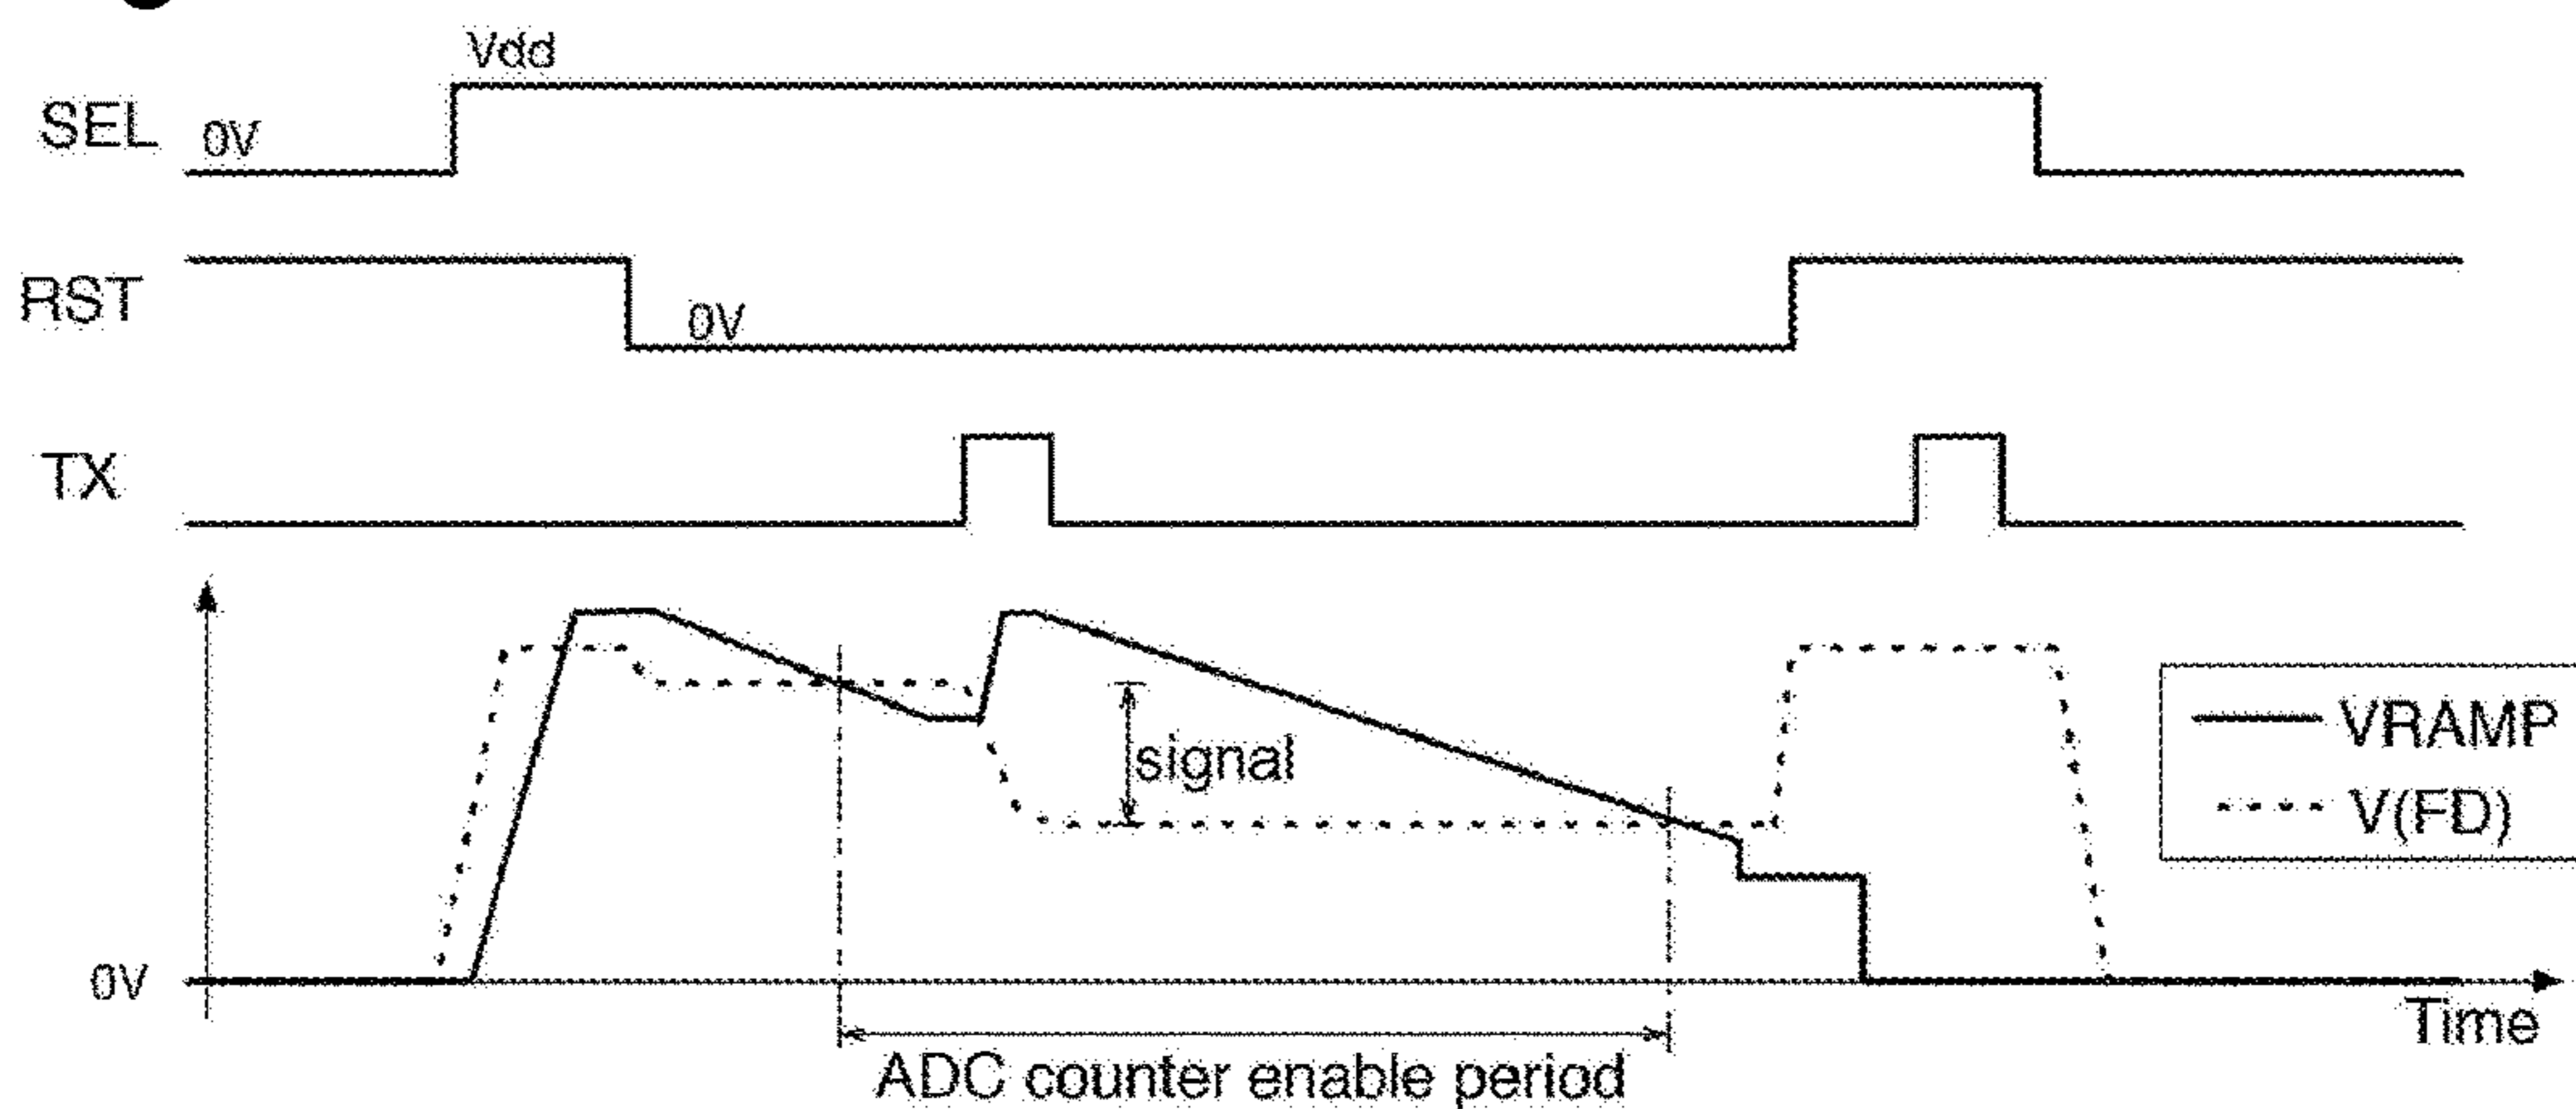 Vdd
SEL 0V
RST 0V
TX
signal
VRAMP
V(FD)
0V
Time
ADC counter enable period